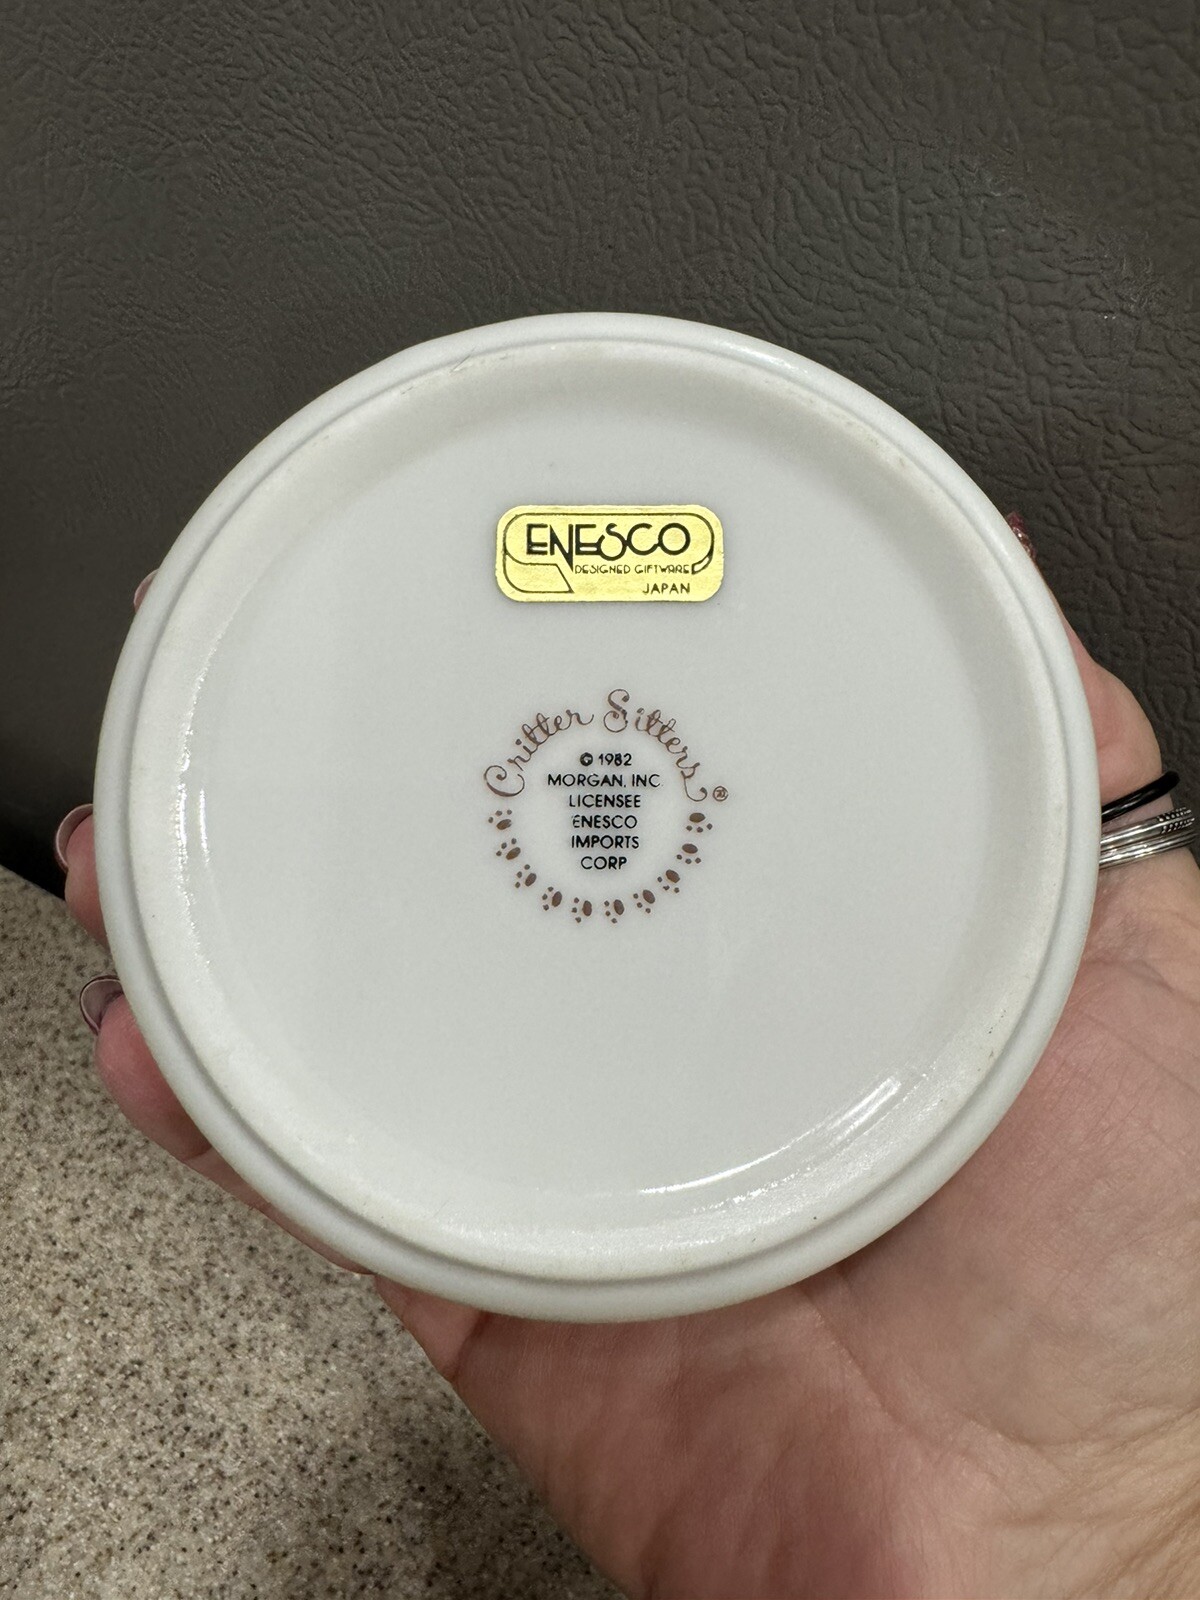 ENESCO
DESIGNED GIFTWARE
JAPAN
Critter Sitters
© 1982
MORGAN, INC
LICENSEE
ENESCO
IMPORTS
CORP